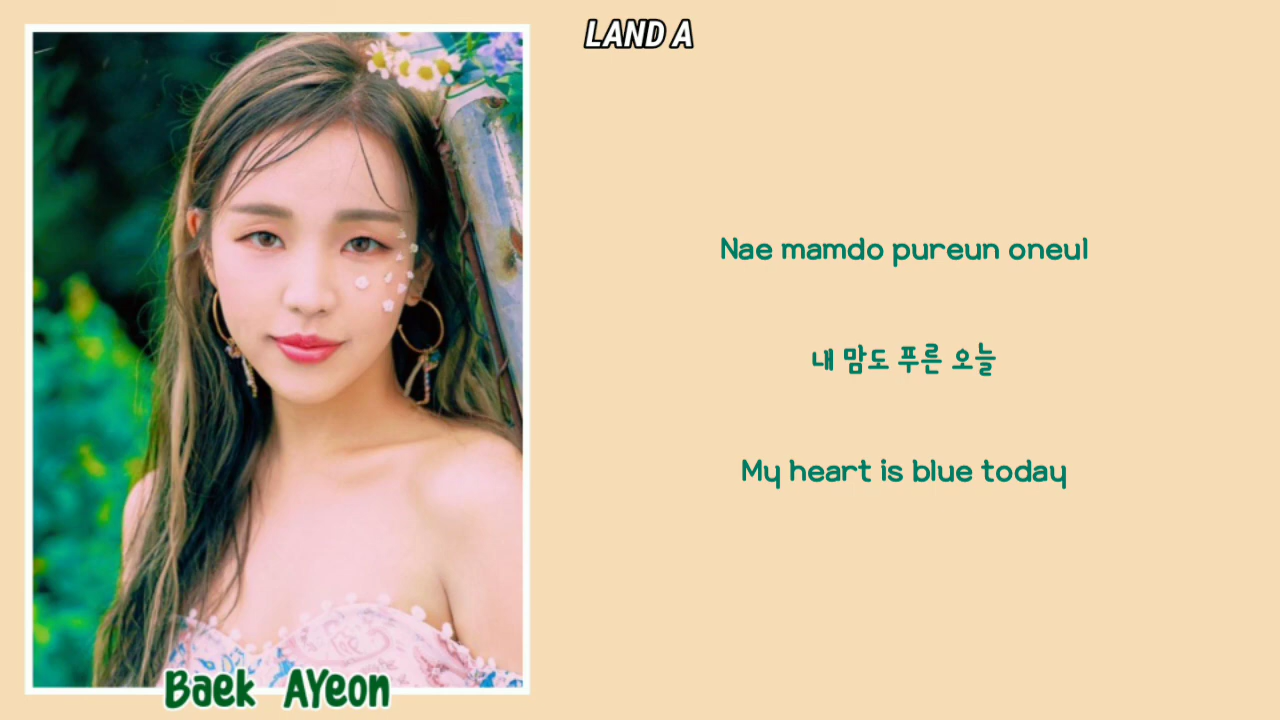 LAND A
Nae mamdo pureun oneul
내 맘도 푸른 오늘
My heart is blue today
Baek AYeon